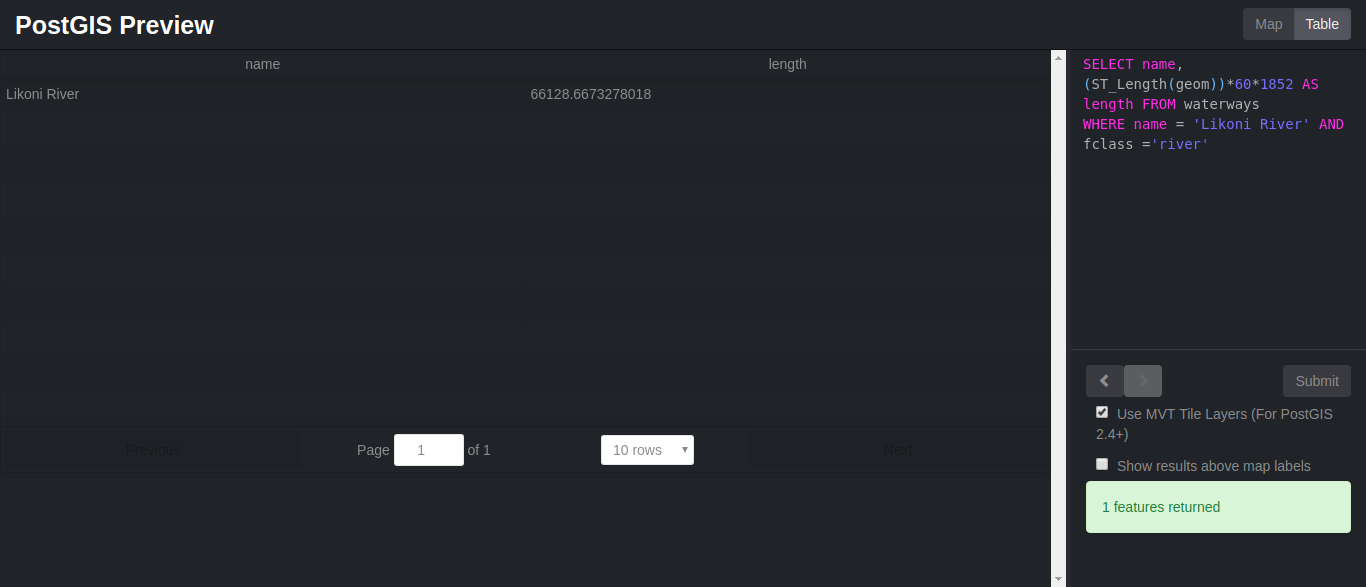 PostGIS Preview
Map Table
name length
Likoni River 66128.6673278018
Previous Page 1 of 1 10 rows Next
SELECT name,
(ST_Length(geom))*60*1852 AS
length FROM waterways
WHERE name = 'Likoni River' AND
fclass ='river'
Submit
Use MVT Tile Layers (For PostGIS
2.4+)
Show results above map labels
1 features returned